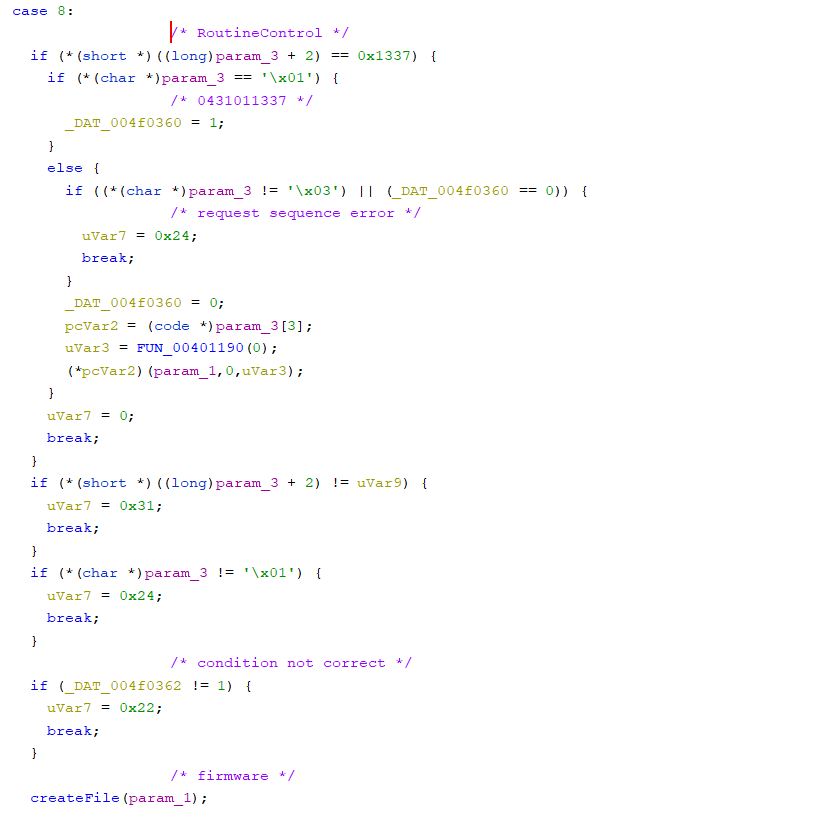 case 8:
/* RoutineControl */
if (*(short *)((long)param_3 + 2) == 0x1337) {
if (*(char *)param_3 == '\x01') {
/* 0431011337 */
_DAT_004f0360 = 1;
}
else {
if ((*(char *)param_3 != '\x03') || (_DAT_004f0360 == 0)) {
/* request sequence error */
uVar7 = 0x24;
break;
}
_DAT_004f0360 = 0;
pcVar2 = (code *)param_3[3];
uVar3 = FUN_00401190(0);
(*pcVar2)(param_1,0,uVar3);
}
uVar7 = 0;
break;
}
if (*(short *)((long)param_3 + 2) != uVar9) {
uVar7 = 0x31;
break;
}
if (*(char *)param_3 != '\x01') {
uVar7 = 0x24;
break;
}
/* condition not correct */
if (_DAT_004f0362 != 1) {
uVar7 = 0x22;
break;
}
/* firmware */
createFile(param_1);